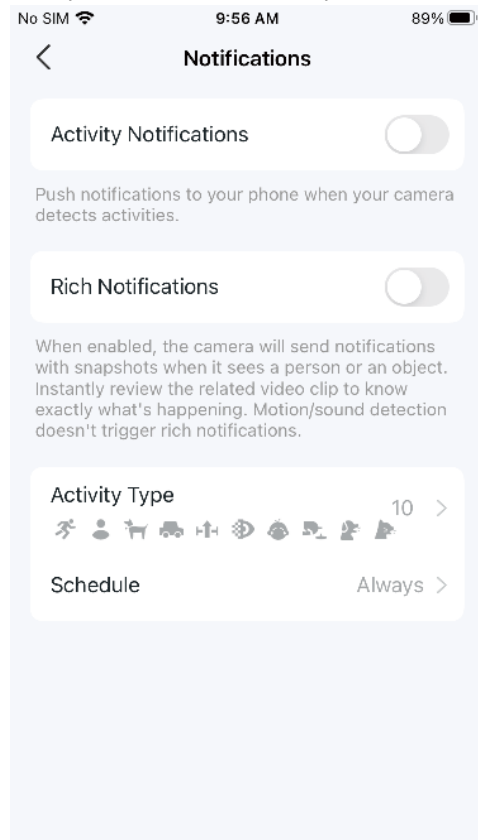 No SIM 9:56 AM 89%
Notifications
Activity Notifications
Push notifications to your phone when your camera
detects activities.
Rich Notifications
When enabled, the camera will send notifications
with snapshots when it sees a person or an object.
Instantly review the related video clip to know
exactly what's happening. Motion/sound detection
doesn't trigger rich notifications.
Activity Type
10
Schedule Always